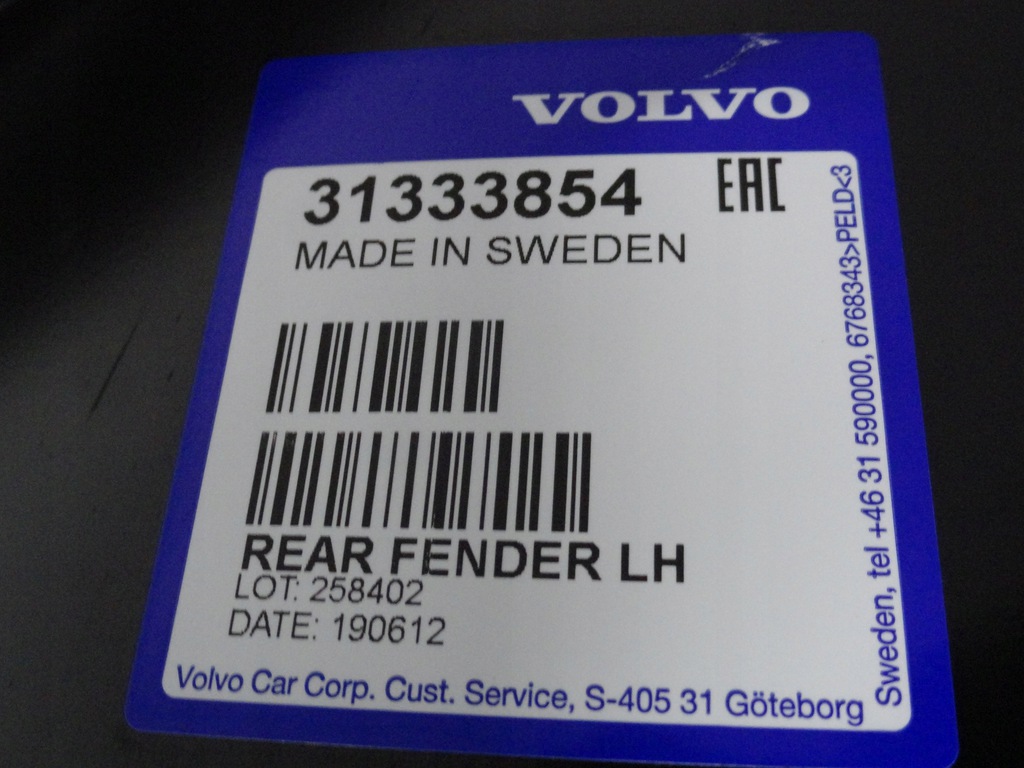 VOLVO
31333854
EAC
MADE IN SWEDEN
REAR FENDER LH
LOT: 258402
DATE: 190612
Volvo Car Corp. Cust. Service, S-405 31 Göteborg
Sweden, tel +46 31 590000, 6768343>PELD<3